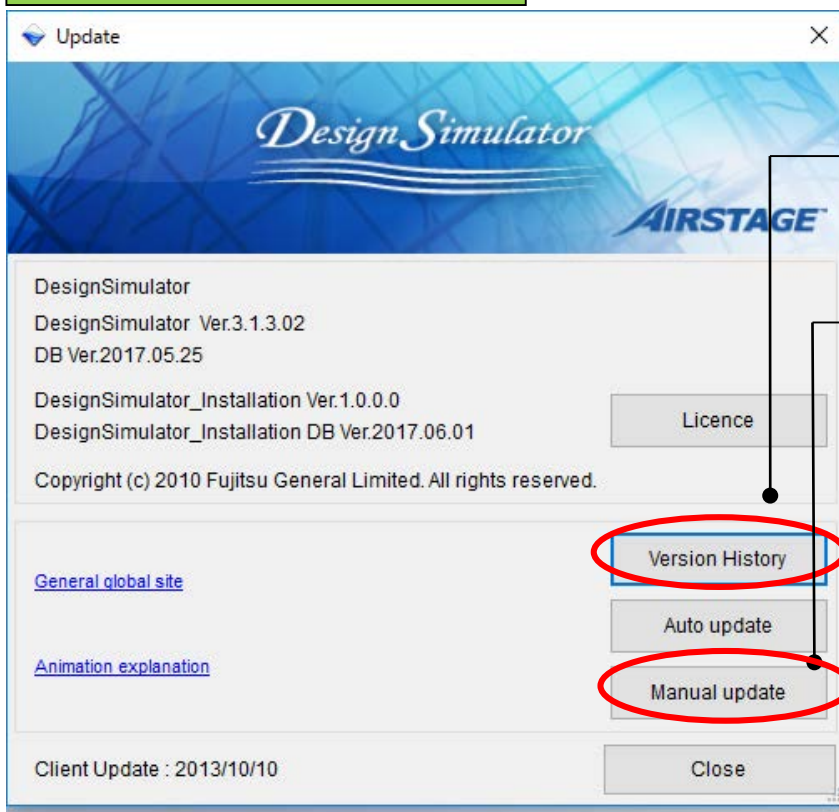 Update
Design Simulator
AIRSTAGE™
DesignSimulator
DesignSimulator Ver.3.1.3.02
DB Ver.2017.05.25
DesignSimulator_Installation Ver.1.0.0.0
DesignSimulator_Installation DB Ver.2017.06.01
Licence
Copyright (c) 2010 Fujitsu General Limited. All rights reserved.
Version History
General global site
Auto update
Animation explanation
Manual update
Client Update : 2013/10/10
Close